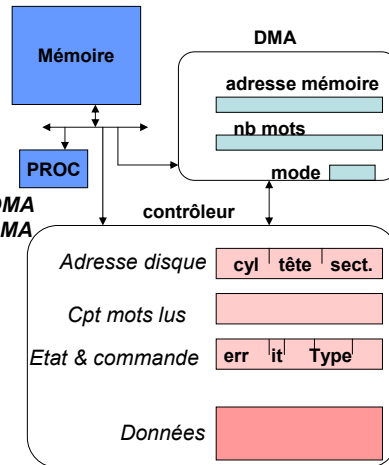 DMA
Mémoire
adresse mémoire
nb mots
PROC
mode
DMA
contrôleur
MA
Adresse disque
cyl tête sect.
Cpt mots lus
Etat & commande
err it Type
Données